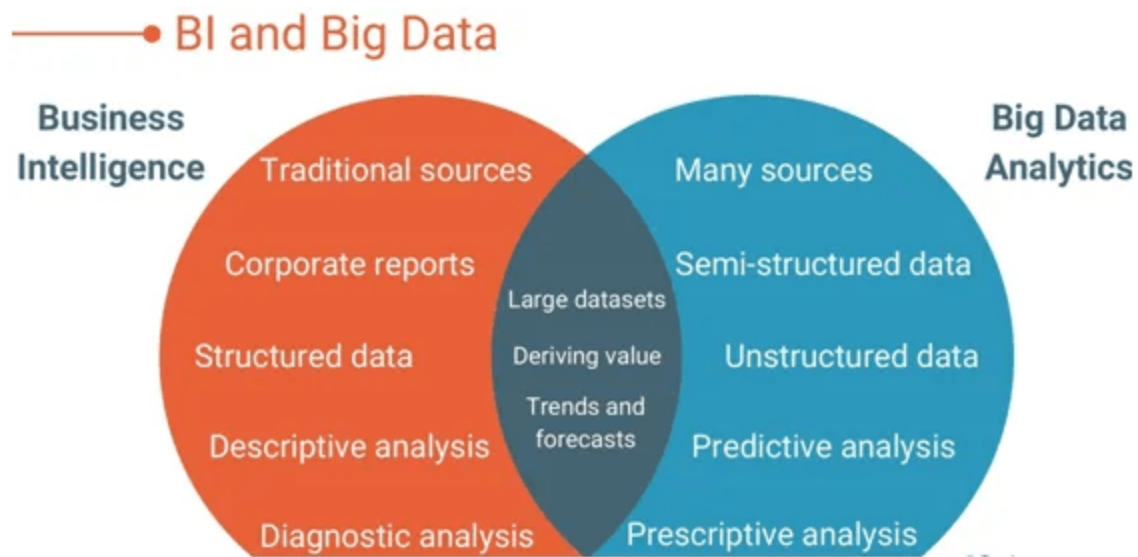 BI and Big Data
Business
Intelligence
Big Data
Analytics
Traditional sources
Corporate reports
Structured data
Descriptive analysis
Diagnostic analysis
Large datasets
Deriving value
Trends and
forecasts
Many sources
Semi-structured data
Unstructured data
Predictive analysis
Prescriptive analysis